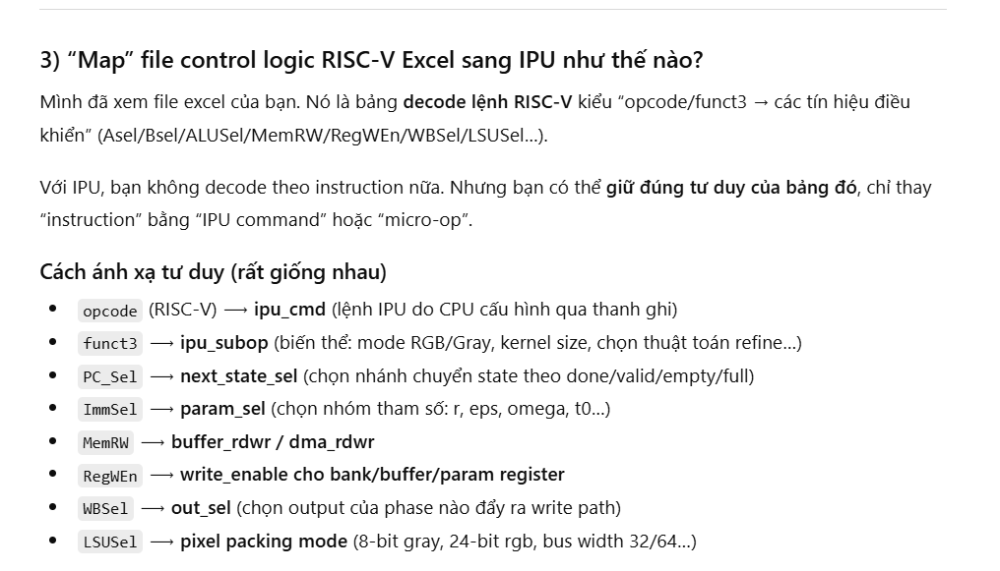 3) “Map” file control logic RISC-V Excel sang IPU như thế nào?
Mình đã xem file excel của bạn. Nó là bảng decode lệnh RISC-V kiểu “opcode/funct3 → các tín hiệu điều
khiển” (Asel/Bsel/ALUSel/MemRW/RegWEn/WBSel/LSUSel…).
Với IPU, bạn không decode theo instruction nữa. Nhưng bạn có thể giữ đúng tư duy của bảng đó, chỉ thay
“instruction” bằng “IPU command” hoặc “micro-op”.
Cách ánh xạ tư duy (rất giống nhau)
• opcode (RISC-V) ⟶ ipu_cmd (lệnh IPU do CPU cấu hình qua thanh ghi)
• funct3 ⟶ ipu_subop (biến thể: mode RGB/Gray, kernel size, chọn thuật toán refine…)
• PC_Sel ⟶ next_state_sel (chọn nhánh chuyển state theo done/valid/empty/full)
• ImmSel ⟶ param_sel (chọn nhóm tham số: r, eps, omega, t0…)
• MemRW ⟶ buffer_rdwr / dma_rdwr
• RegWEn ⟶ write_enable cho bank/buffer/param register
• WBSel ⟶ out_sel (chọn output của phase nào đẩy ra write path)
• LSUSel ⟶ pixel packing mode (8-bit gray, 24-bit rgb, bus width 32/64…)